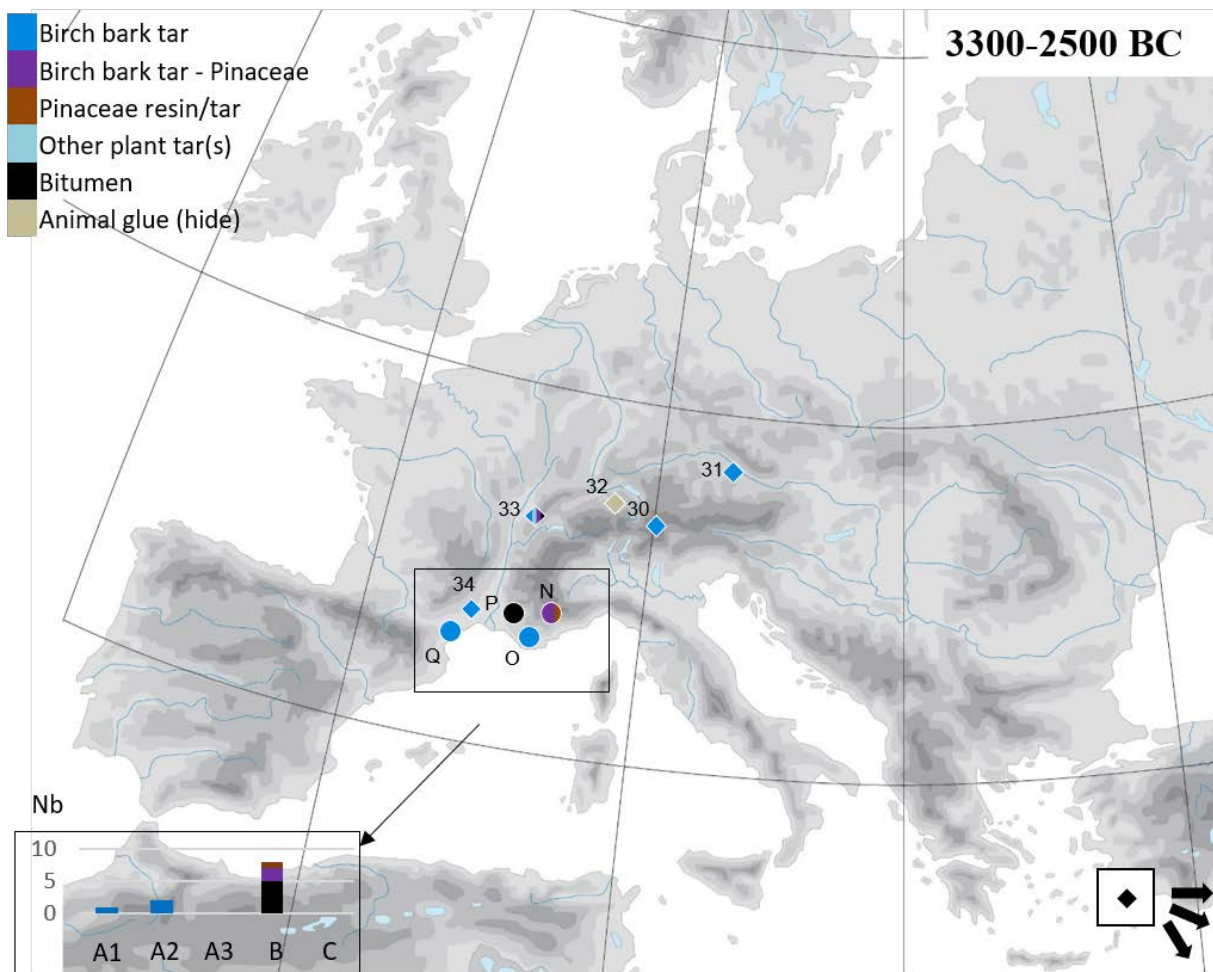 Birch bark tar
Birch bark tar - Pinaceae
Pinaceae resin/tar
Other plant tar(s)
Bitumen
Animal glue (hide)
3300-2500 BC
31
32
33
30
34
P
N
Q
O
Nb
10
5
0
A1
A2
A3
B
C